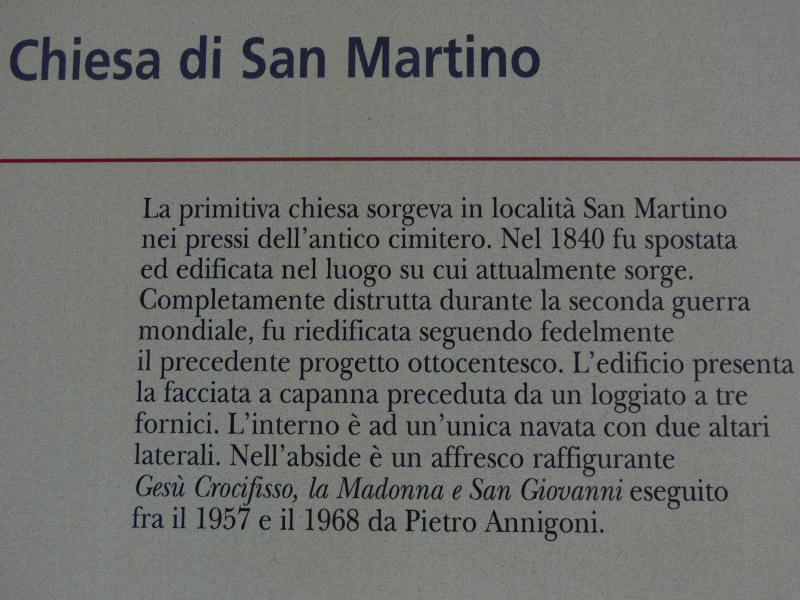 Chiesa di San Martino
La primitiva chiesa sorgeva in località San Martino
nei pressi dell'antico cimitero. Nel 1840 fu spostata
ed edificata nel luogo su cui attualmente sorge.
Completamente distrutta durante la seconda guerra
mondiale, fu riedificata seguendo fedelmente
il precedente progetto ottocentesco. L'edificio presenta
la facciata a capanna preceduta da un loggiato a tre
fornici. L'interno è ad un'unica navata con due altari
laterali. Nell'abside è un affresco raffigurante
Gesù Crocifisso, la Madonna e San Giovanni eseguito
fra il 1957 e il 1968 da Pietro Annigoni.